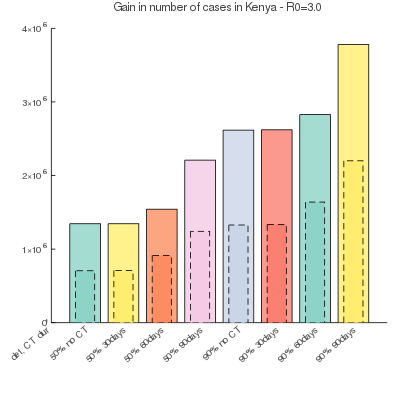 Gain in number of cases in Kenya - R0=3.0
4×10⁶
3×10⁶
2×10⁶
1×10⁶
0
det, CT dur
50% no CT
50% 30days
50% 60days
50% 90days
90% no CT
90% 30days
90% 60days
90% 90days